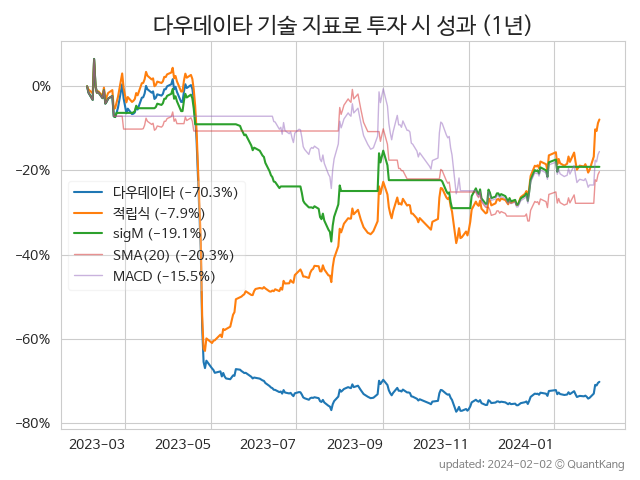 다우데이타 기술 지표로 투자 시 성과 (1년)
0%
−20%
−40%
−60%
−80%
다우데이타 (−70.3%)
적립식 (−7.9%)
sigM (−19.1%)
SMA(20) (−20.3%)
MACD (−15.5%)
2023−03
2023−05
2023−07
2023−09
2023−11
2024−01
updated: 2024-02-02 © QuantKang